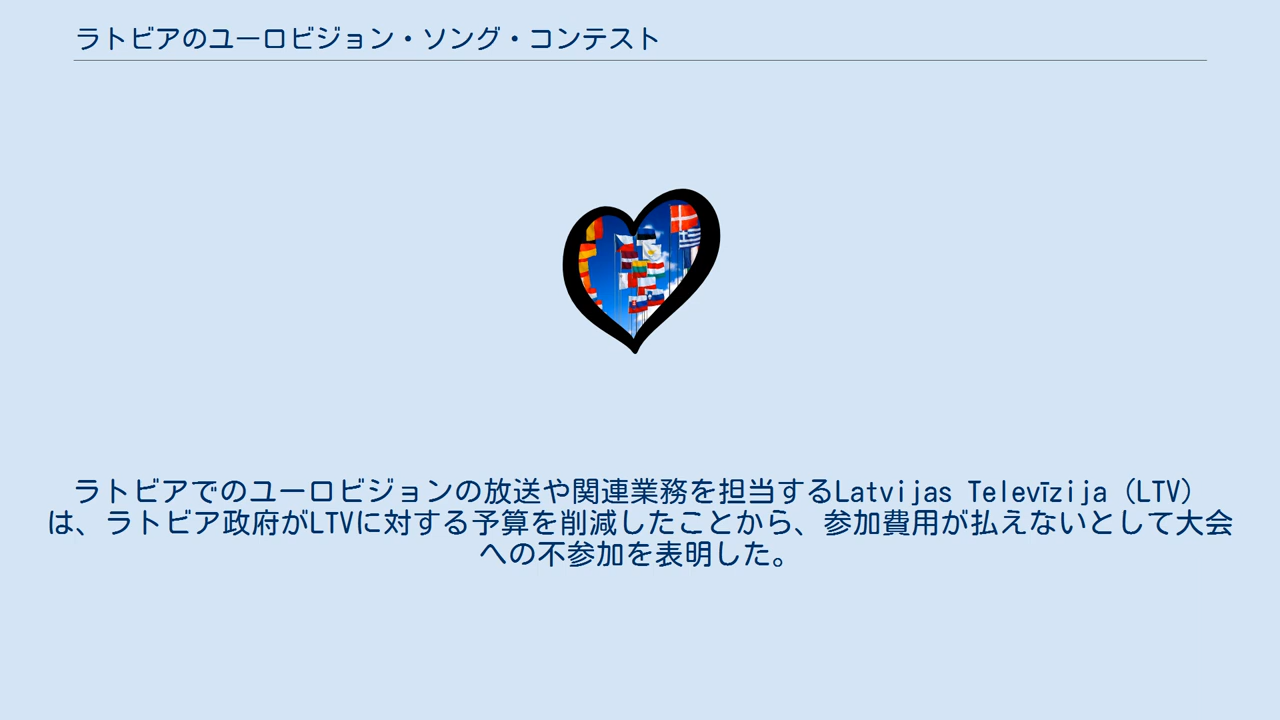 ラトビアのユーロビジョン・ソング・コンテスト
ラトビアでのユーロビジョンの放送や関連業務を担当するLatvijas Televīzija（LTV）
は、ラトビア政府がLTVに対する予算を削減したことから、参加費用が払えないとして大会
への不参加を表明した。